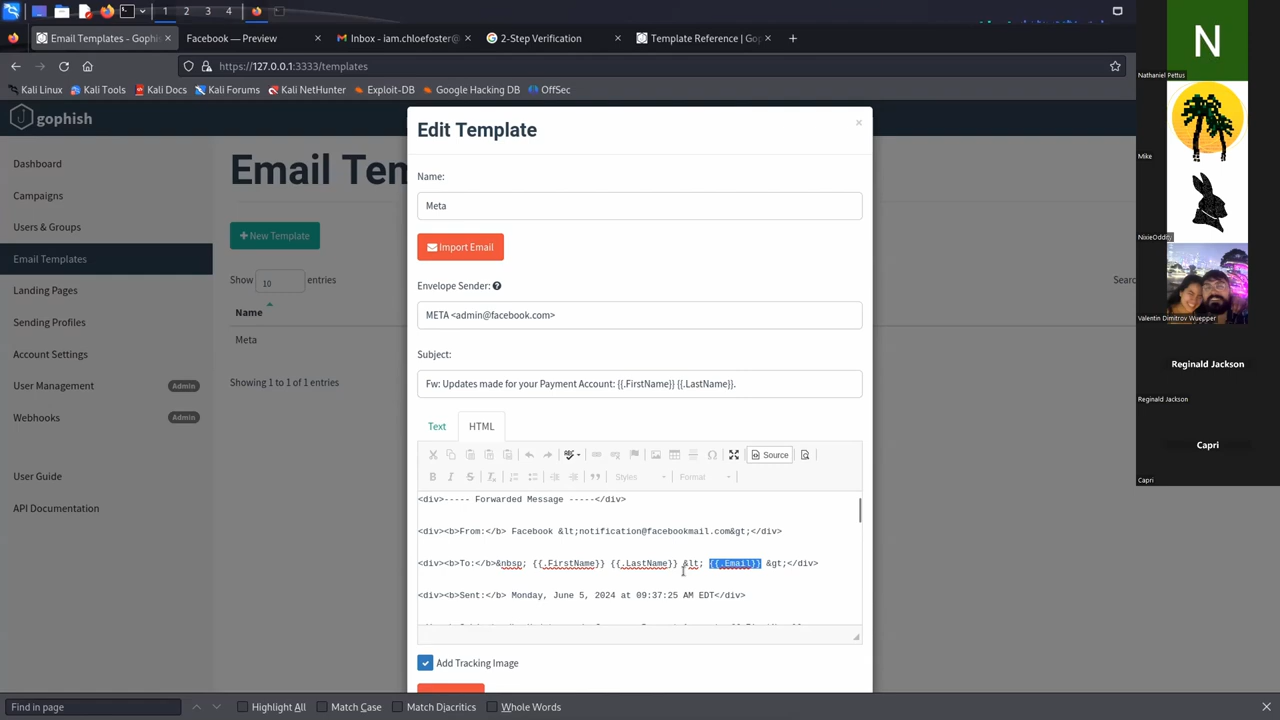 1 2 3 4
Email Templates - Gophis
Facebook — Preview
Inbox - iam.chloefoster@
2-Step Verification
Template Reference | Gop
https://127.0.0.1:3333/templates
Kali Linux Kali Tools Kali Docs Kali Forums Kali NetHunter Exploit-DB Google Hacking DB OffSec
gophish
Dashboard
Campaigns
Users & Groups
Email Templates
Landing Pages
Sending Profiles
Account Settings
User Management Admin
Webhooks Admin
User Guide
API Documentation
Email Tem
New Template
Show 10 entries
Searc
Name
Meta
Showing 1 to 1 of 1 entries
Edit Template
×
Name:
Meta
Import Email
Envelope Sender:
META <admin@facebook.com>
Subject:
Fw: Updates made for your Payment Account: {{.FirstName}} {{.LastName}}.
Text HTML
Source
Styles Format
<div>----- Forwarded Message -----</div>
<div><b>From:</b> Facebook &lt;notification@facebookmail.com&gt;</div>
<div><b>To:</b>&nbsp; {{.FirstName}} {{.LastName}} &lt; {{.Email}} &gt;</div>
<div><b>Sent:</b> Monday, June 5, 2024 at 09:37:25 AM EDT</div>
Add Tracking Image
Find in page
Highlight All Match Case Match Diacritics Whole Words
N
Nathaniel Pettus
Mike
NixieOddity
Valentin Dimitrov Wuepper
Reginald Jackson
Reginald Jackson
Capri
Capri